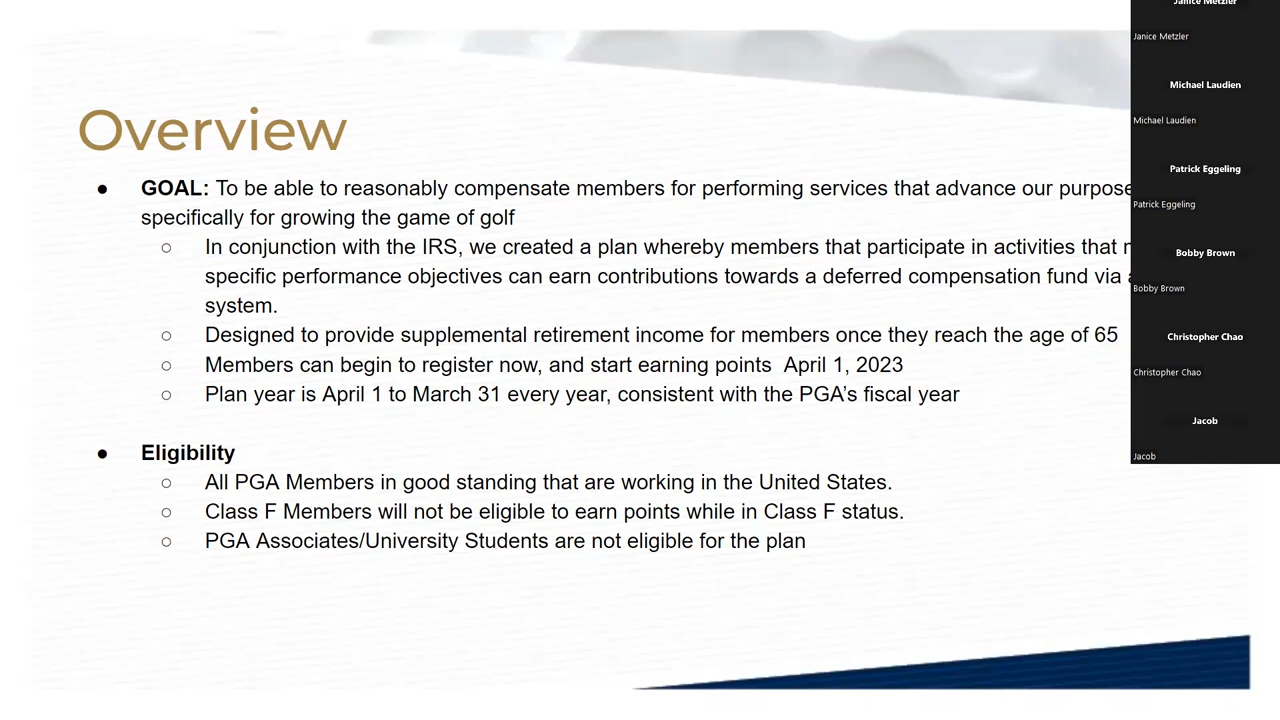 Overview
● GOAL: To be able to reasonably compensate members for performing services that advance our purpose
specifically for growing the game of golf
○ In conjunction with the IRS, we created a plan whereby members that participate in activities that
specific performance objectives can earn contributions towards a deferred compensation fund via
system.
○ Designed to provide supplemental retirement income for members once they reach the age of 65
○ Members can begin to register now, and start earning points  April 1, 2023
○ Plan year is April 1 to March 31 every year, consistent with the PGA’s fiscal year
● Eligibility
○ All PGA Members in good standing that are working in the United States.
○ Class F Members will not be eligible to earn points while in Class F status.
○ PGA Associates/University Students are not eligible for the plan
Janice Metzler
Janice Metzler
Michael Laudien
Michael Laudien
Patrick Eggeling
Patrick Eggeling
Bobby Brown
Bobby Brown
Christopher Chao
Christopher Chao
Jacob
Jacob